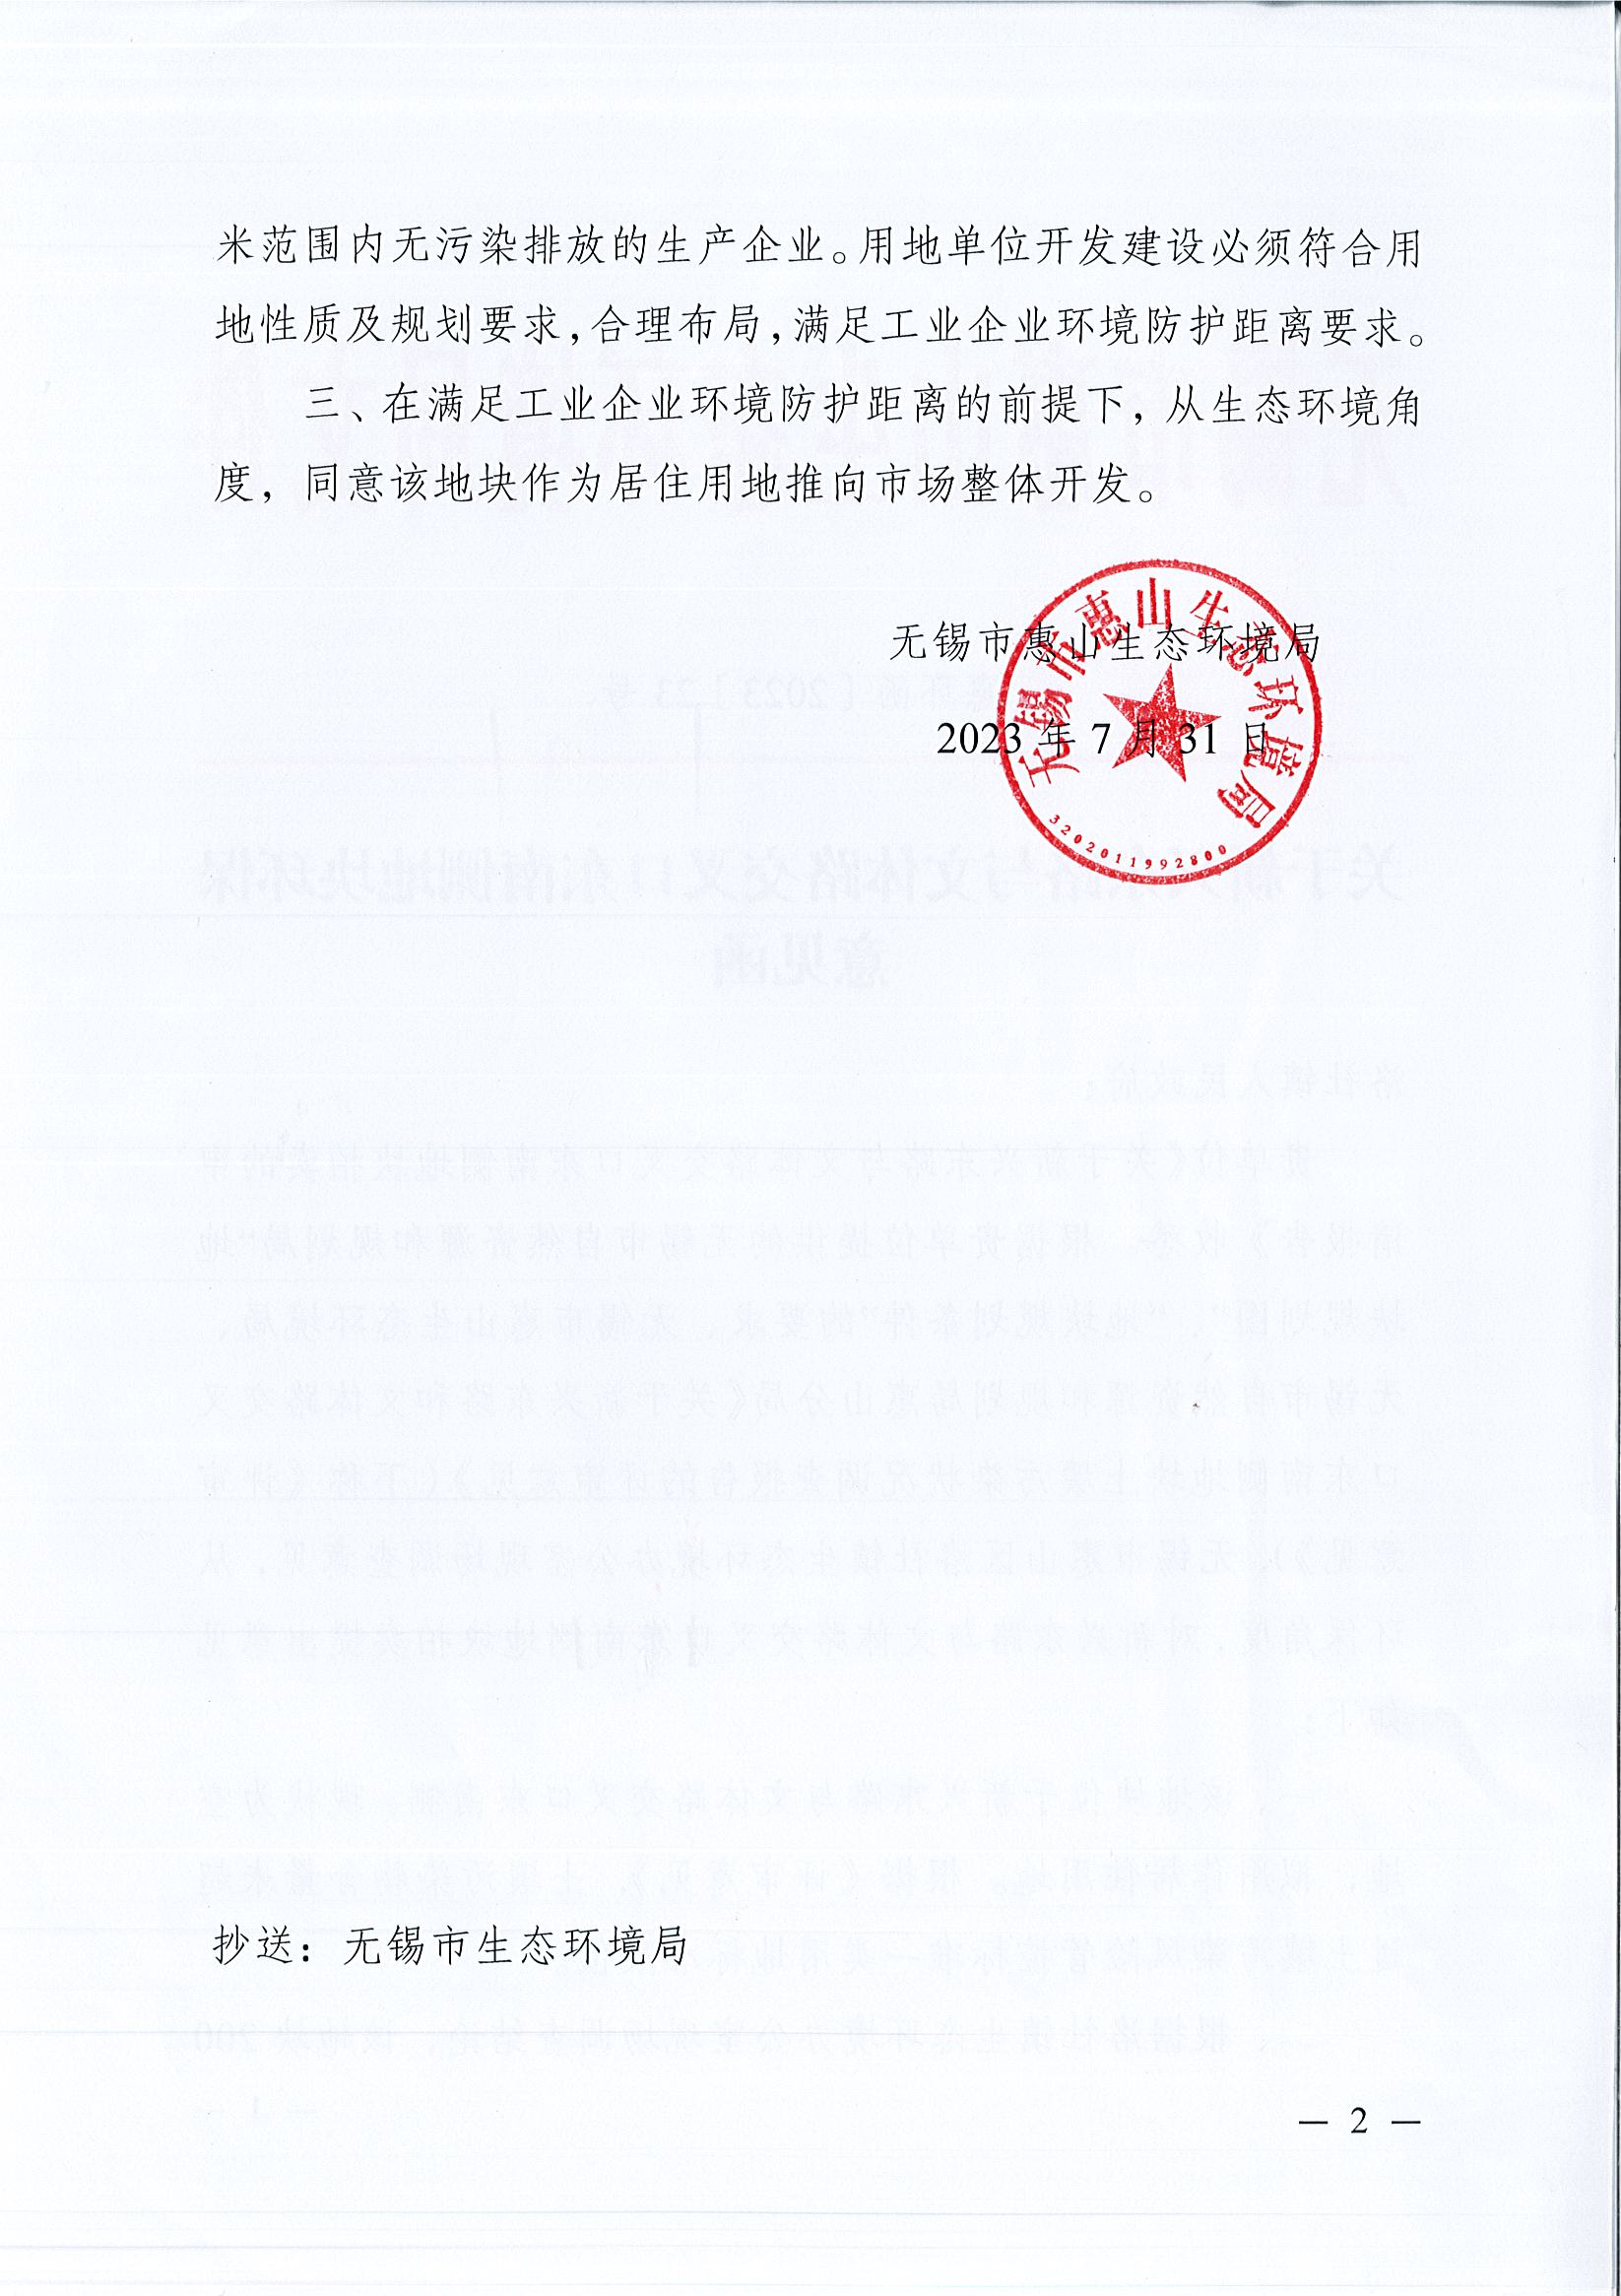 米范围内无污染排放的生产企业。用地单位开发建设必须符合用
地性质及规划要求,合理布局,满足工业企业环境防护距离要求。
三、在满足工业企业环境防护距离的前提下，从生态环境角
度，同意该地块作为居住用地推向市场整体开发。
无锡市惠山生态环境局
2023 年 7 月 31 日
无锡市惠山生态环境局
3202011992800
抄送：无锡市生态环境局
— 2 —